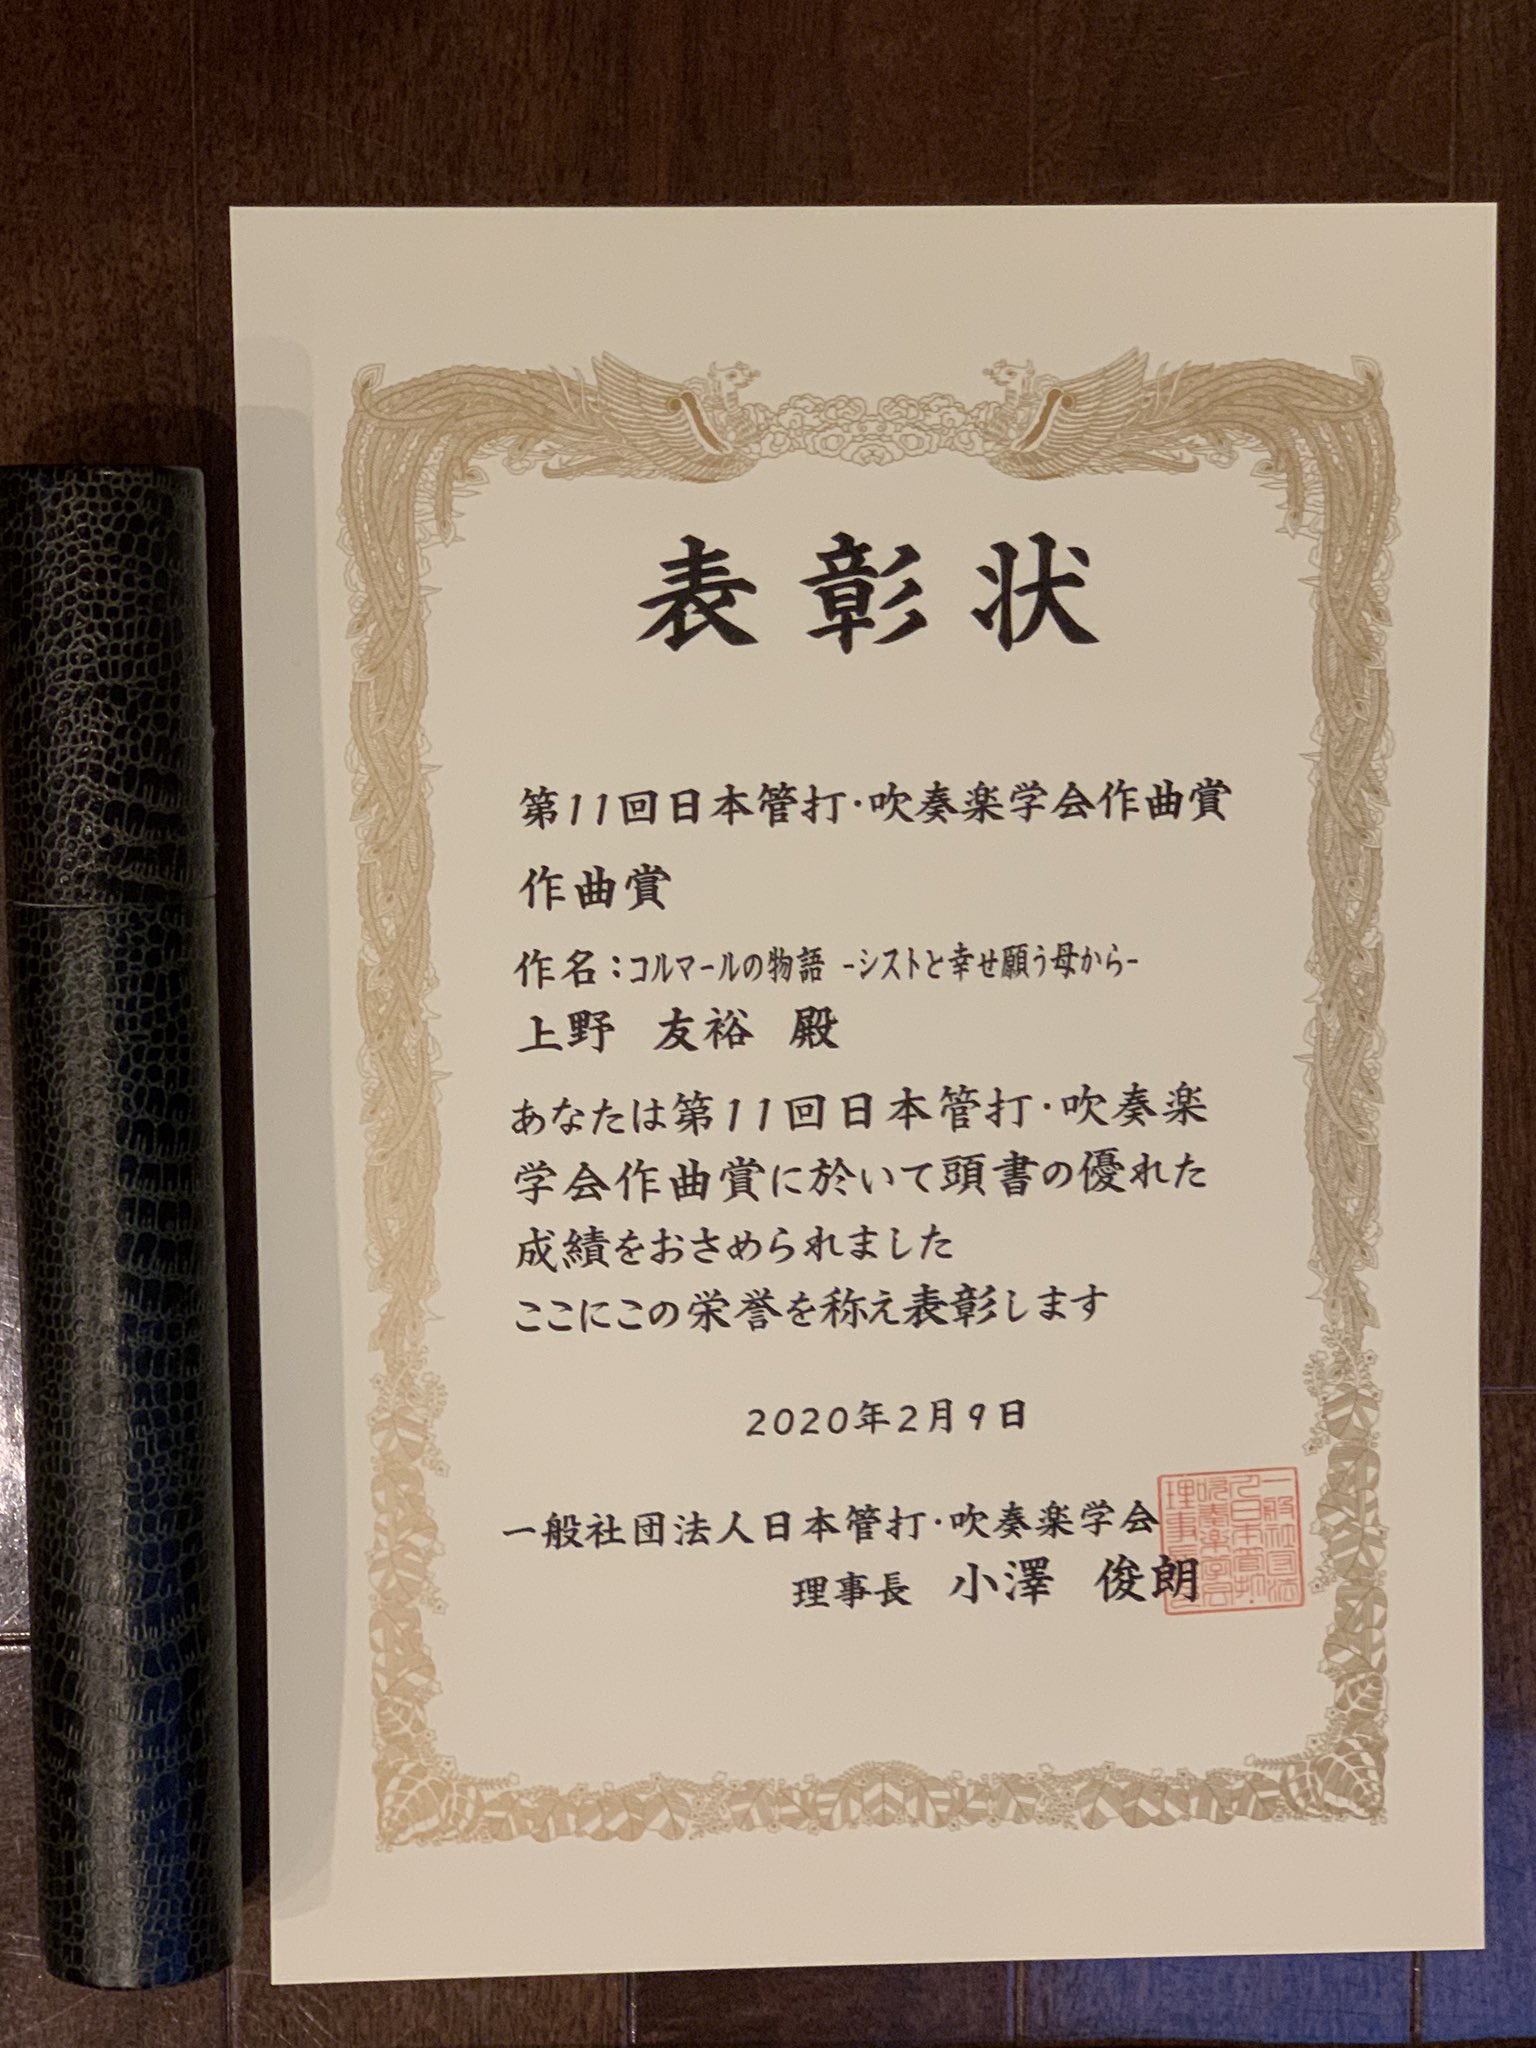 表彰状
第11回日本管打・吹奏楽学会作曲賞
作曲賞
作名：コルマールの物語 -シストと幸せ願う母から-
上野 友裕 殿
あなたは第11回日本管打・吹奏楽
学会作曲賞に於いて頭書の優れた
成績をおさめられました
ここにこの栄誉を称え表彰します
2020年2月9日
一般社団法人日本管打・吹奏楽学会
理事長 小澤 俊朗